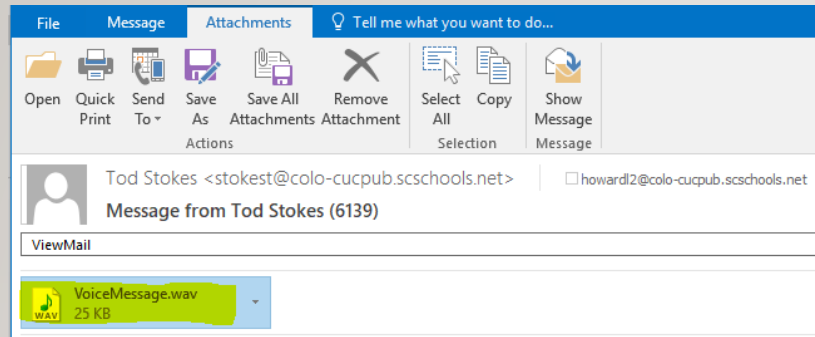 File Message Attachments Tell me what you want to do...
Open Quick Print Send To Save As Save All Attachments Remove Attachment Select All Copy Show Message
Actions Selection Message
Tod Stokes <stokest@colo-cucpub.scschools.net> howardl2@colo-cucpub.scschools.net
Message from Tod Stokes (6139)
ViewMail
WAV VoiceMessage.wav
25 KB